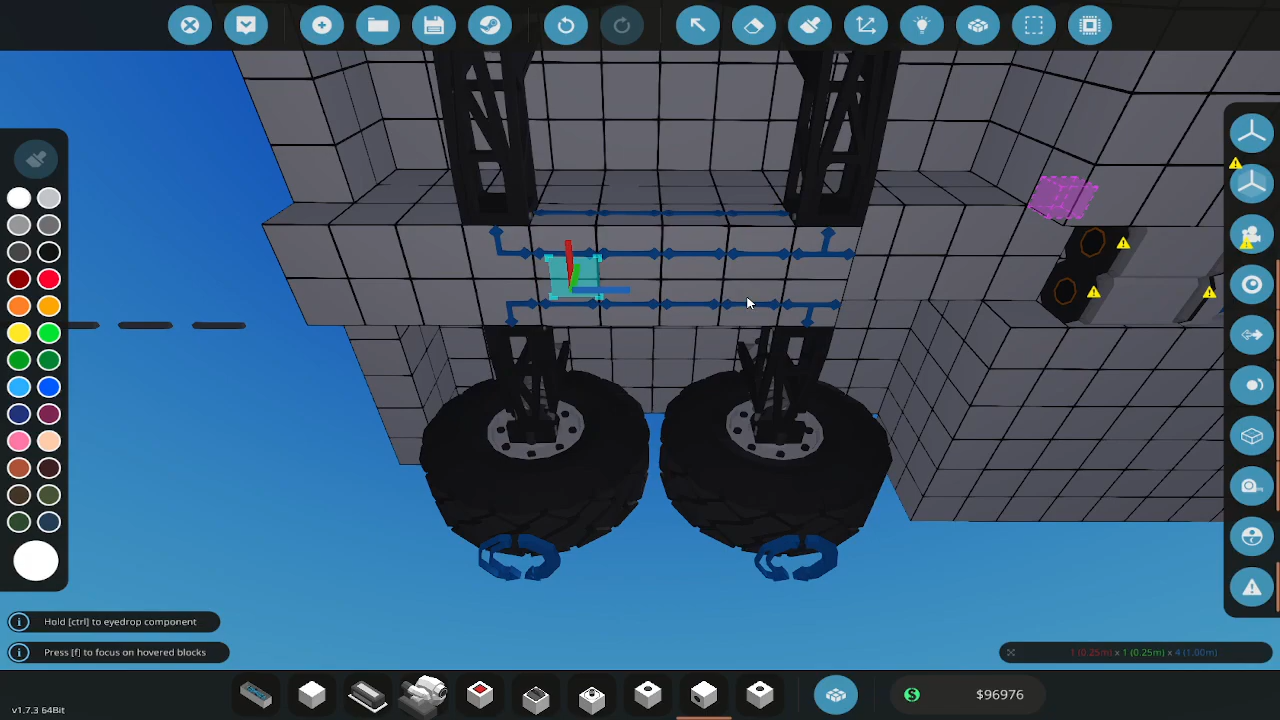 Hold [ctrl] to eyedrop component
Press [f] to focus on hovered blocks
1 (0.25m) x 1 (0.25m) x 4 (1.00m)
$ $96976
v1.7.3 64Bit